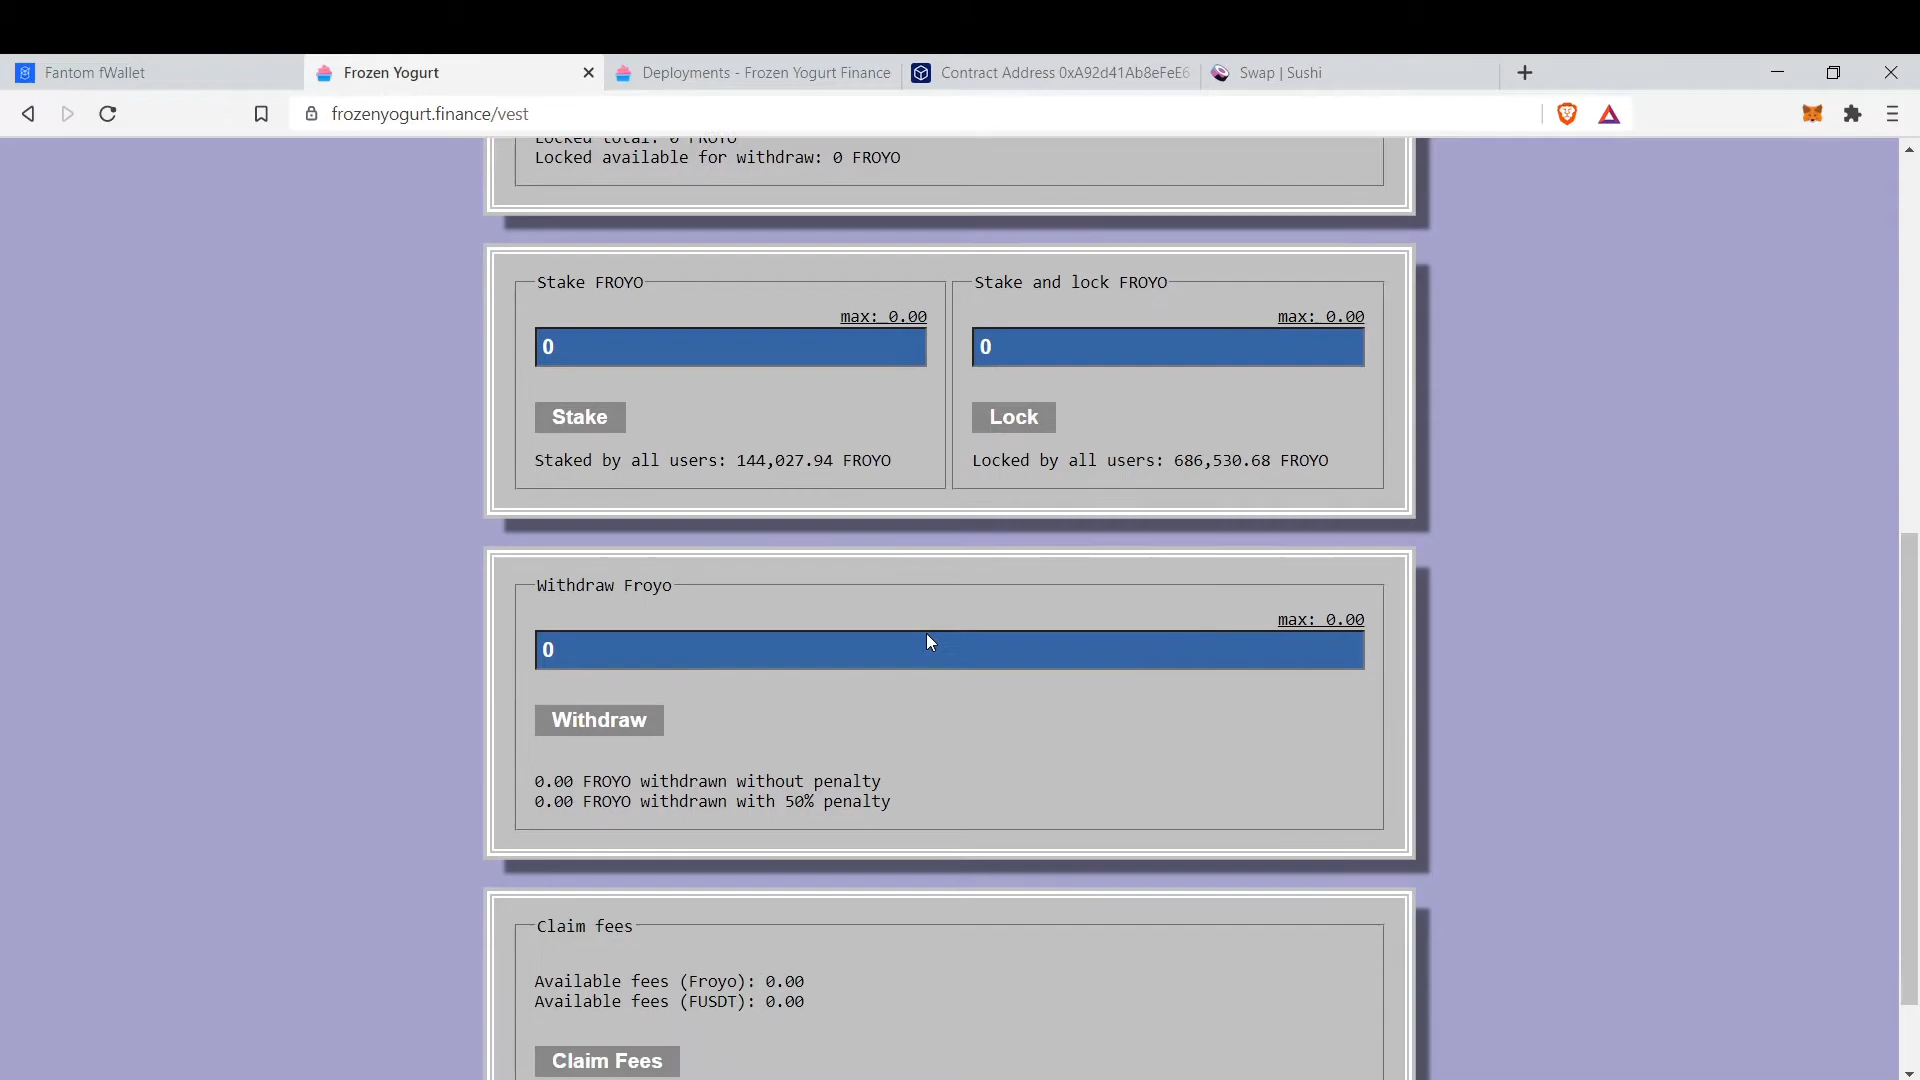 Fantom fWallet
Frozen Yogurt
Deployments - Frozen Yogurt Finance
Contract Address 0xA92d41Ab8eFeE6
Swap | Sushi
frozenyogurt.finance/vest
Locked total: 0 FROYO
Locked available for withdraw: 0 FROYO
Stake FROYO
max: 0.00
0
Stake
Staked by all users: 144,027.94 FROYO
Stake and lock FROYO
max: 0.00
0
Lock
Locked by all users: 686,530.68 FROYO
Withdraw Froyo
max: 0.00
0
Withdraw
0.00 FROYO withdrawn without penalty
0.00 FROYO withdrawn with 50% penalty
Claim fees
Available fees (Froyo): 0.00
Available fees (FUSDT): 0.00
Claim Fees